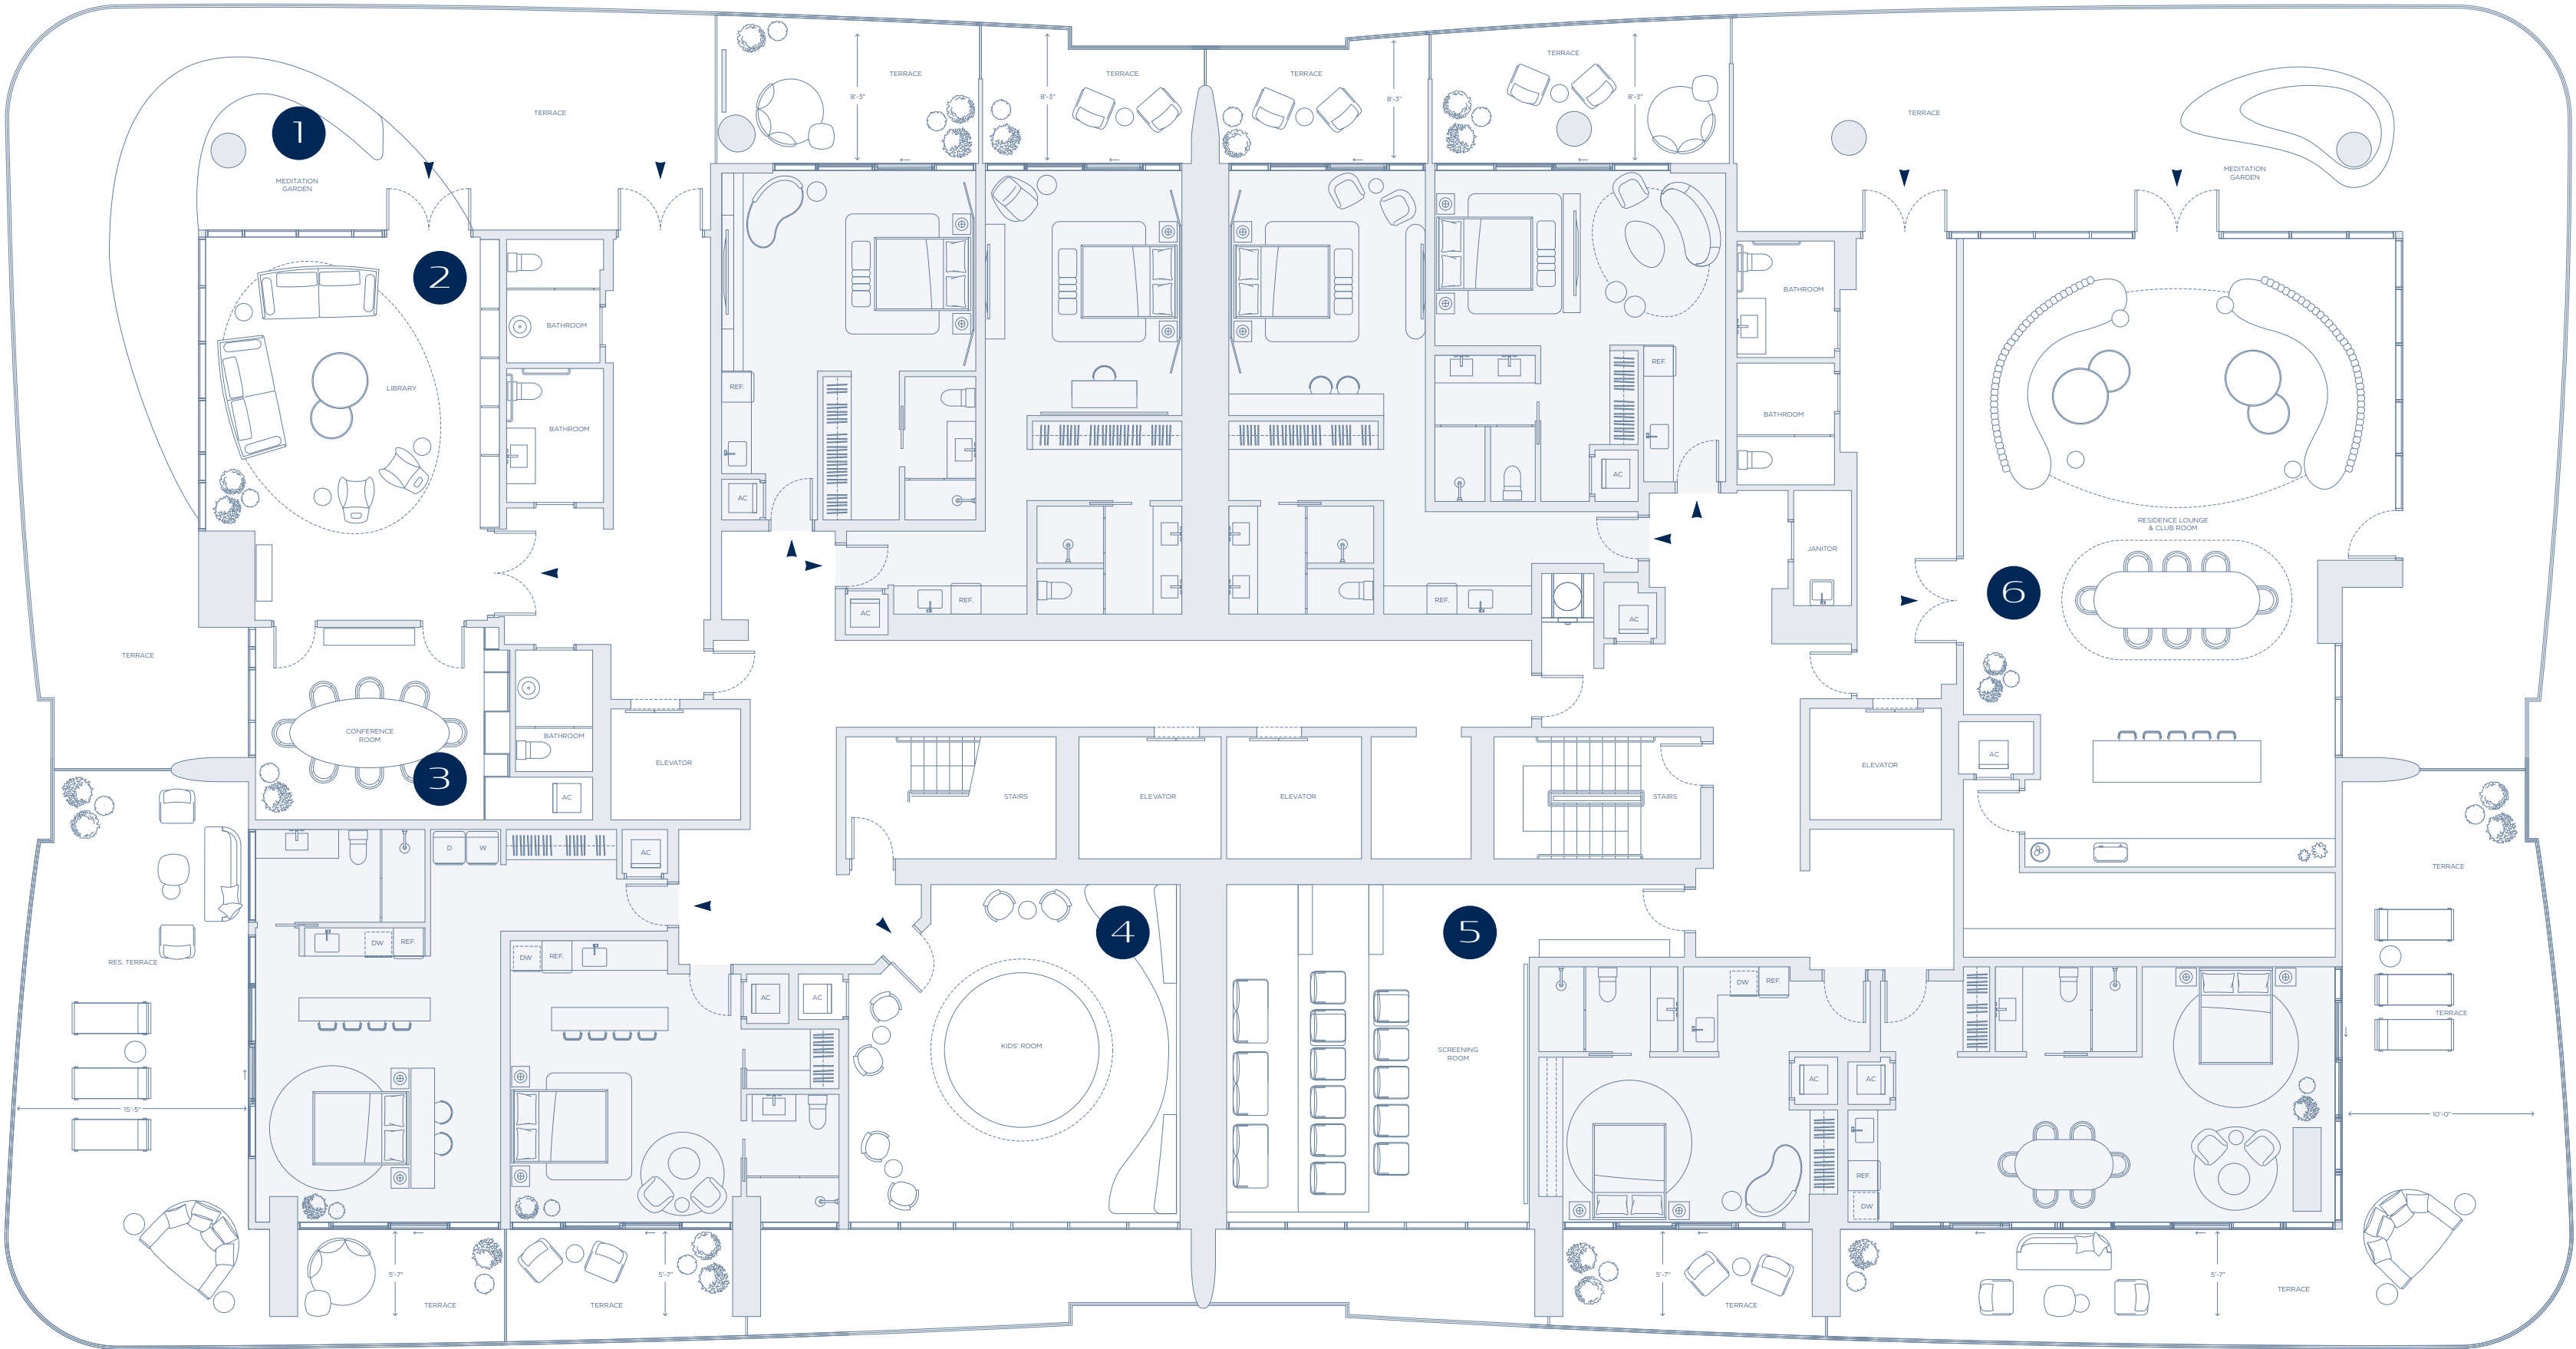 TERRACE
TERRACE
TERRACE
TERRACE
TERRACE
TERRACE
8'-3"
8'-3"
8'-3"
8'-3"
1
MEDITATION
GARDEN
MEDITATION
GARDEN
2
BATHROOM
BATHROOM
LIBRARY
BATHROOM
BATHROOM
REF.
REF.
AC
AC
RESIDENCE LOUNGE
& CLUB ROOM
JANITOR
6
AC
REF.
REF.
AC
TERRACE
CONFERENCE
ROOM
BATHROOM
3
ELEVATOR
AC
STAIRS
ELEVATOR
ELEVATOR
STAIRS
ELEVATOR
AC
D
W
AC
TERRACE
4
5
DW
REF.
DW
REF.
RES. TERRACE
AC
AC
DW
REF.
TERRACE
KIDS' ROOM
SCREENING
ROOM
AC
AC
15'-5"
10'-0"
REF.
DW
5'-7"
5'-7"
5'-7"
5'-7"
TERRACE
TERRACE
TERRACE
TERRACE